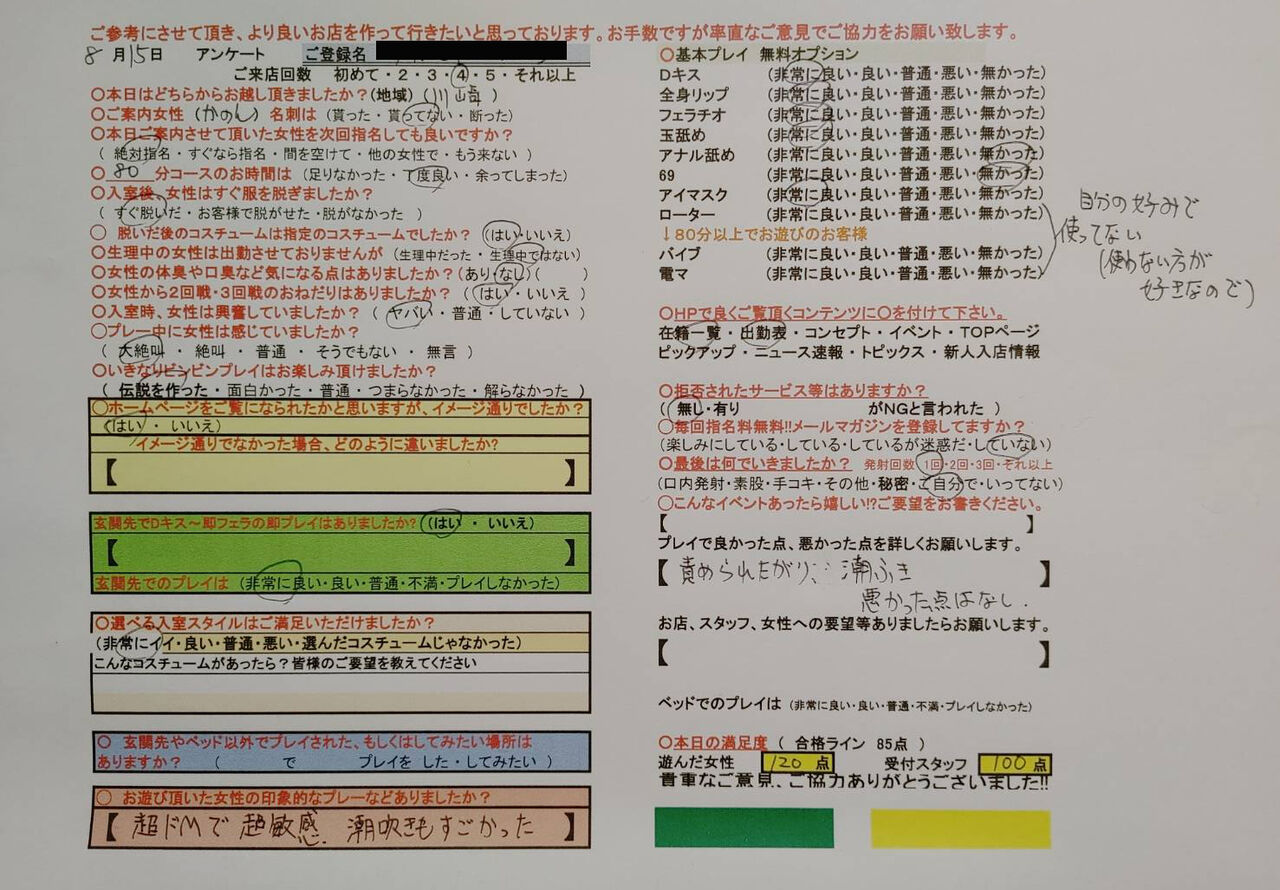 ご参考にさせて頂き、より良いお店を作って行きたいと思っております。お手数ですが率直なご意見でご協力をお願い致します。
8月15日 アンケート ご登録名
ご来店回数 初めて・2・3・4・5・それ以上
〇本日はどちらからお越し頂きましたか?(地域)(川崎)
〇ご案内女性 (かのん) 名刺は (貰った・貰ってない・断った)
〇本日ご案内させて頂いた女性を次回指名しても良いですか?
( 絶対指名・すぐなら指名・間を空けて・他の女性で・もう来ない )
〇 80 分コースのお時間は (足りなかった・丁度良い・余ってしまった)
〇入室後、女性はすぐ服を脱ぎましたか?
( すぐ脱いだ・お客様で脱がせた・脱がなかった )
〇 脱いだ後のコスチュームは指定のコスチュームでしたか? (はい・いいえ)
〇生理中の女性は出勤させておりませんが (生理中だった・生理中ではない)
〇女性の体臭や口臭など気になる点はありましたか?(あり・なし)( )
〇女性から2回戦・3回戦のおねだりはありましたか? ( はい・いいえ )
〇入室時、女性は興奮していましたか? ( ヤバい・普通・していない )
〇プレー中に女性は感じていましたか?
( 大絶叫 ・ 絶叫 ・ 普通 ・ そうでもない ・ 無言 )
〇いきなりビンビンプレイはお楽しみ頂けましたか?
( 伝説を作った・面白かった・普通・つまらなかった・解らなかった )
〇ホームページをご覧になられたかと思いますが、イメージ通りでしたか?
(はい ・ いいえ)
イメージ通りでなかった場合、どのように違いましたか?
【 】
玄関先でDキス～即フェラの即プレイはありましたか? (はい ・ いいえ)
【 】
玄関先でのプレイは (非常に良い・良い・普通・不満・プレイしなかった)
〇選べる入室スタイルはご満足いただけましたか?
(非常にイイ・良い・普通・悪い・選んだコスチュームじゃなかった)
こんなコスチュームがあったら?皆様のご要望を教えてください
〇 玄関先やベッド以外でプレイされた、もしくはしてみたい場所は
ありますか? ( で プレイを した・してみたい )
〇 お遊び頂いた女性の印象的なプレーなどありましたか?
【 超ドMで 超敏感 潮吹きもすごかった 】
〇基本プレイ 無料オプション
Dキス (非常に良い・良い・普通・悪い・無かった)
全身リップ (非常に良い・良い・普通・悪い・無かった)
フェラチオ (非常に良い・良い・普通・悪い・無かった)
玉舐め (非常に良い・良い・普通・悪い・無かった)
アナル舐め (非常に良い・良い・普通・悪い・無かった)
69 (非常に良い・良い・普通・悪い・無かった)
アイマスク (非常に良い・良い・普通・悪い・無かった)
ローター (非常に良い・良い・普通・悪い・無かった)
↓80分以上でお遊びのお客様
バイブ (非常に良い・良い・普通・悪い・無かった)
電マ (非常に良い・良い・普通・悪い・無かった)
自分の好みで
使ってない
(使わない方が
好きなので)
〇HPで良くご覧頂くコンテンツに〇を付けて下さい。
在籍一覧・出勤表・コンセプト・イベント・TOPページ
ピックアップ・ニュース速報・トピックス・新人入店情報
〇拒否されたサービス等はありますか?
( 無し・有り がNGと言われた )
〇毎回指名料無料!!メールマガジンを登録してますか?
(楽しみにしている・している・しているが迷惑だ・していない)
〇最後は何でいきましたか? 発射回数 1回・2回・3回・それ以上
(口内発射・素股・手コキ・その他・秘密・ご自分で・いってない)
〇こんなイベントあったら嬉しい!?ご要望をお書きください。
【 】
プレイで良かった点、悪かった点を詳しくお願いします。
【 責められたがり、潮ふき 】
悪かった点はなし.
お店、スタッフ、女性への要望等ありましたらお願いします。
【 】
ベッドでのプレイは (非常に良い・良い・普通・不満・プレイしなかった)
〇本日の満足度 ( 合格ライン 85点 )
遊んだ女性 120 点 受付スタッフ 100 点
貴重なご意見、ご協力ありがとうございました!!